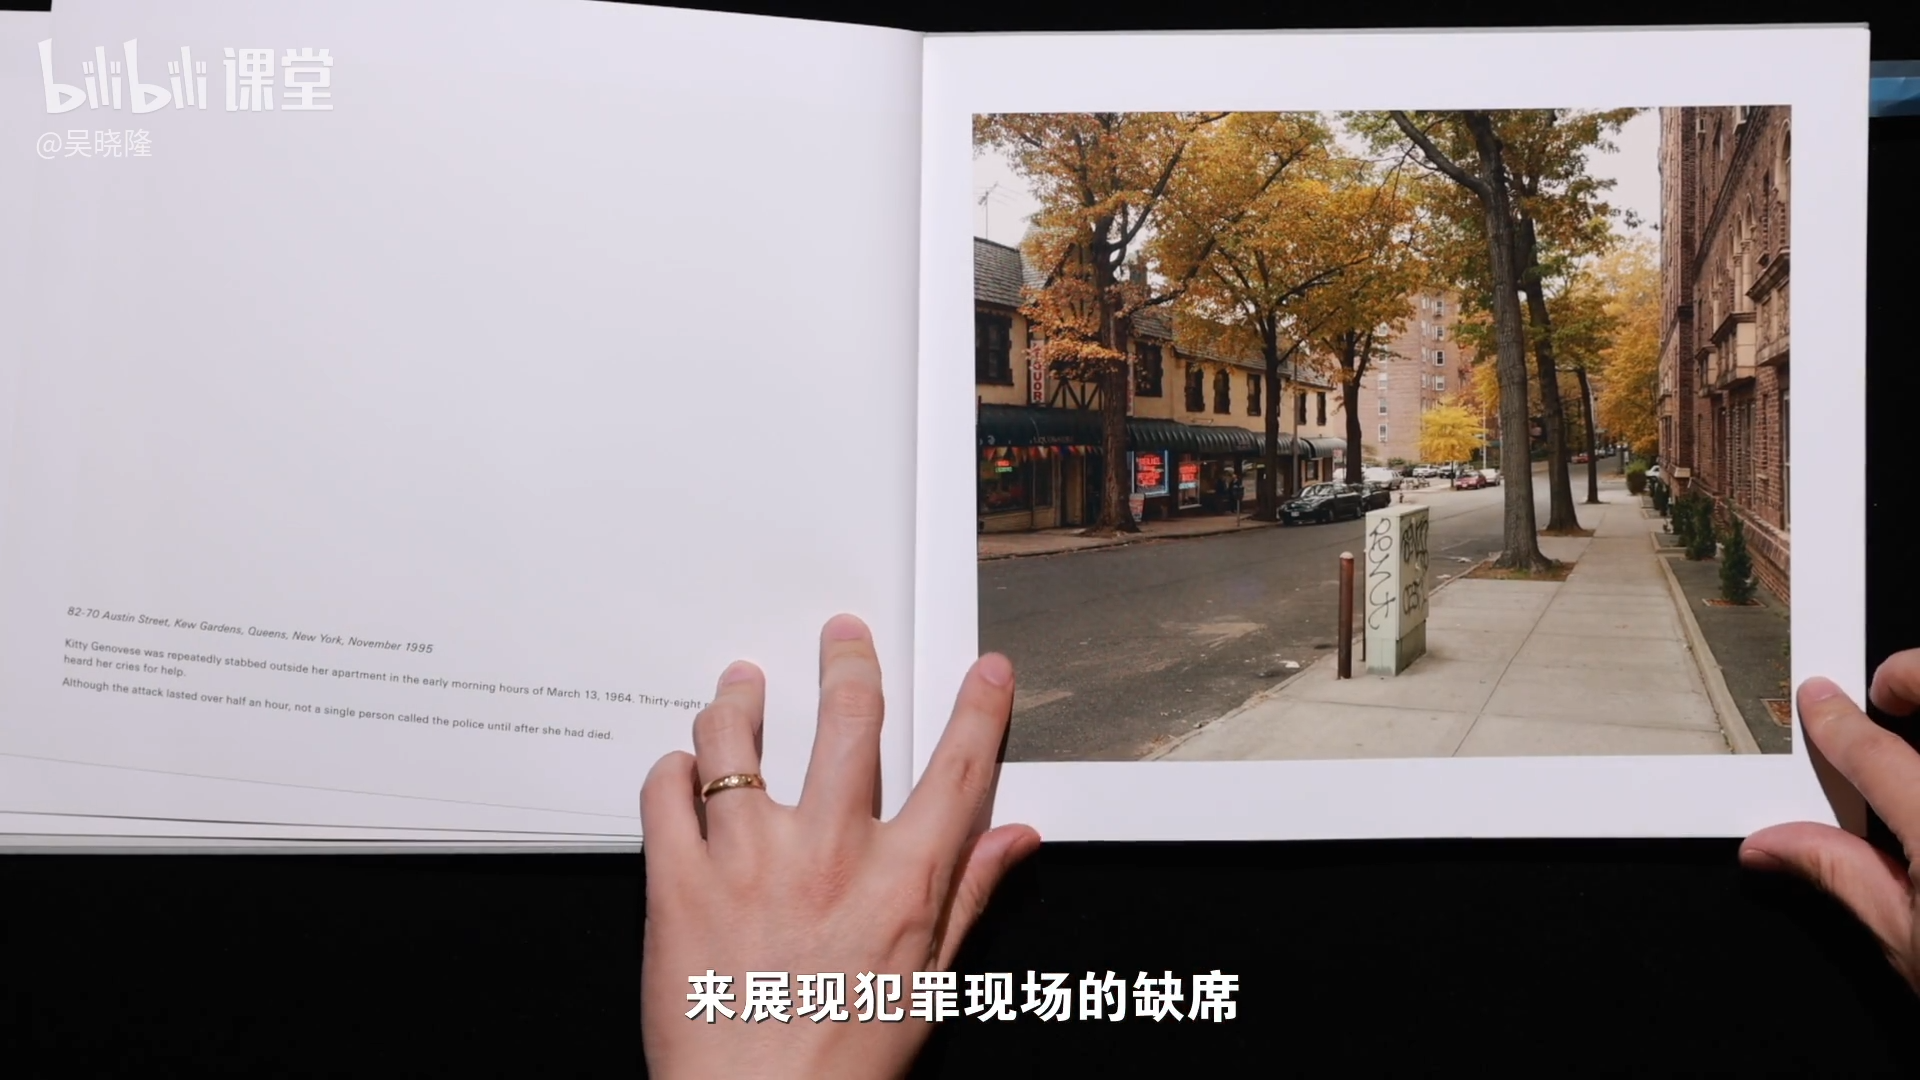 bilibili 课堂
@吴晓隆
82-70 Austin Street, Kew Gardens, Queens, New York, November 1995
Kitty Genovese was repeatedly stabbed outside her apartment in the early morning hours of March 13, 1964. Thirty-eight
heard her cries for help.
Although the attack lasted over half an hour, not a single person called the police until after she had died.
来展现犯罪现场的缺席